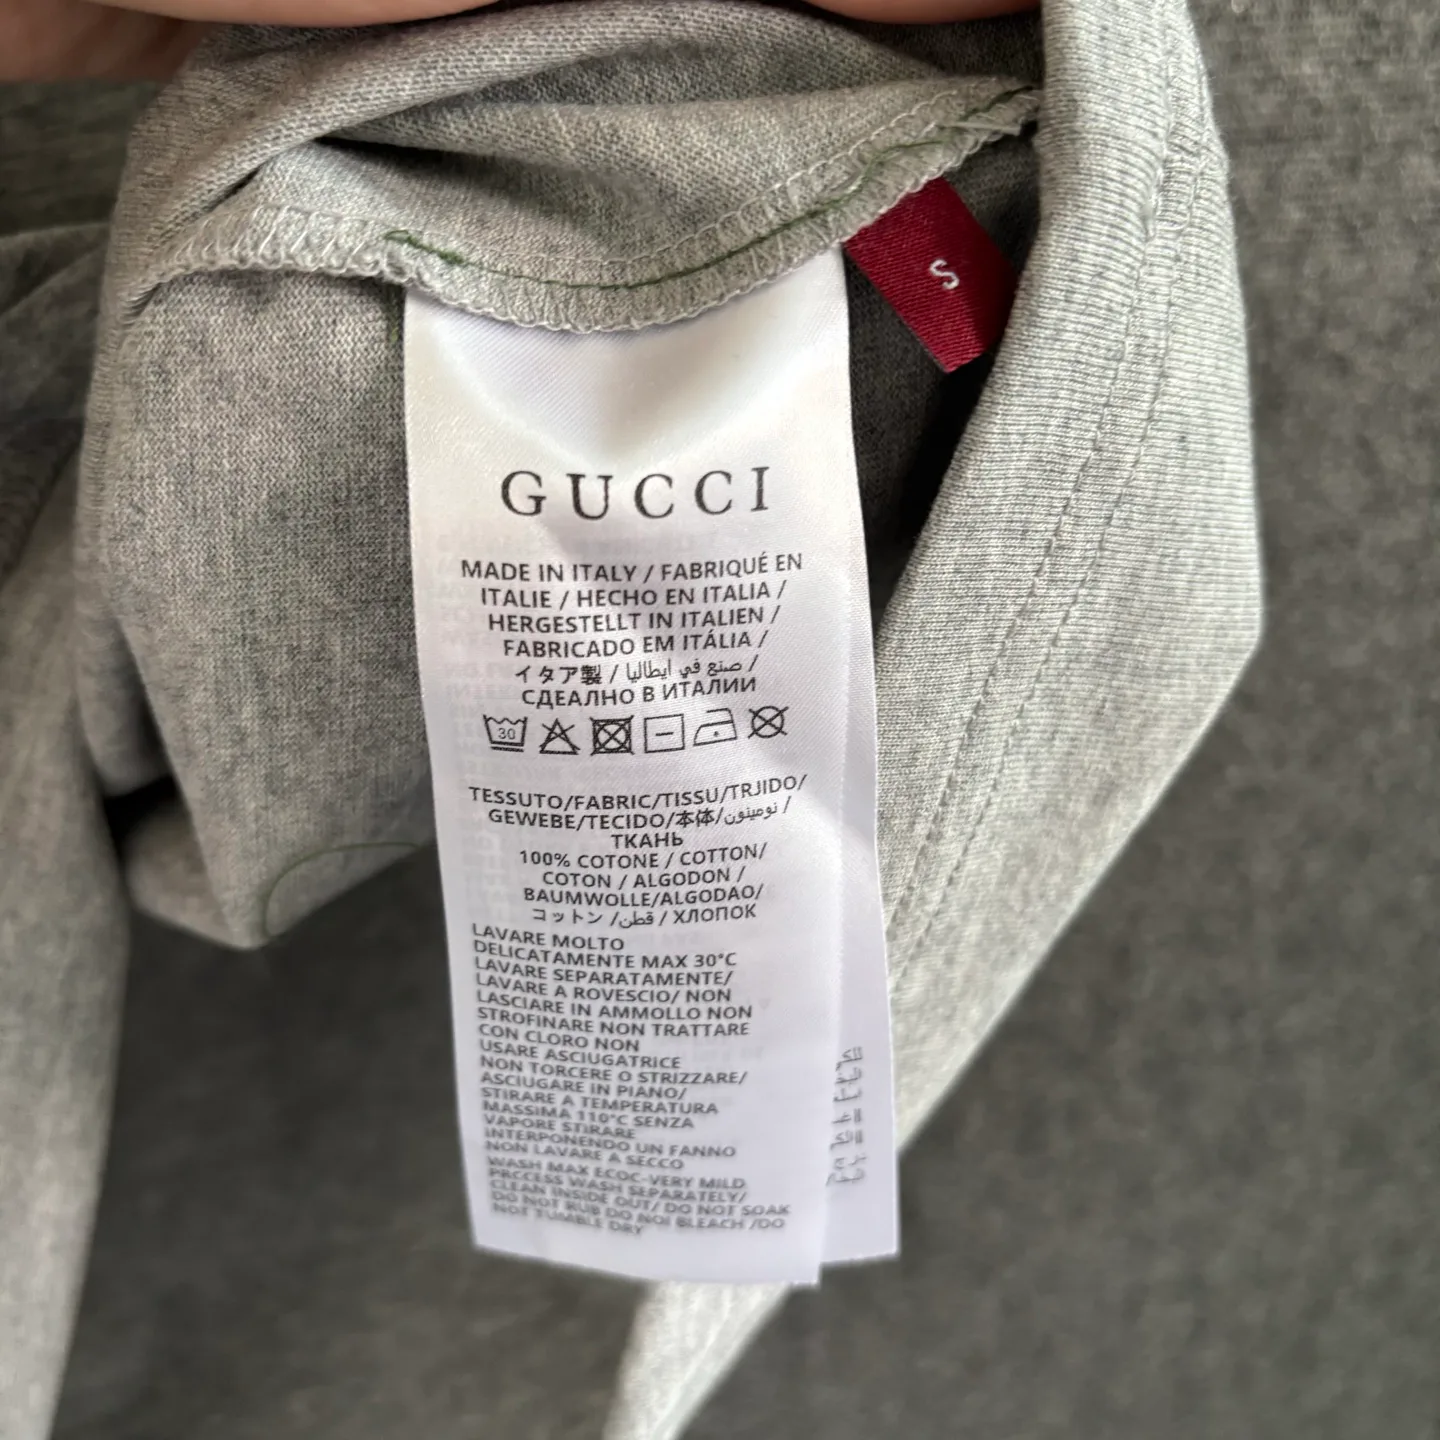 S
GUCCI
MADE IN ITALY / FABRIQUÉ EN
ITALIE / HECHO EN ITALIA /
HERGESTELLT IN ITALIEN /
FABRICADO EM ITÁLIA /
イタア製 / صنع في ايطاليا /
СДЕАЛНО В ИТАЛИИ
30
TESSUTO/FABRIC/TISSU/TRJIDO/
GEWEBE/TECIDO/本体/نومينون /
ТКАНЬ
100% COTONE / COTTON/
COTON / ALGODON /
BAUMWOLLE/ALGODAO/
コットン /قطن / ХЛОПОК
LAVARE MOLTO
DELICATAMENTE MAX 30°C
LAVARE SEPARATAMENTE/
LAVARE A ROVESCIO/ NON
LASCIARE IN AMMOLLO NON
STROFINARE NON TRATTARE
CON CLORO NON
USARE ASCIUGATRICE
NON TORCERE O STRIZZARE/
ASCIUGARE IN PIANO/
STIRARE A TEMPERATURA
MASSIMA 110°C SENZA
VAPORE STIRARE
INTERPONENDO UN FANNO
NON LAVARE A SECCO
WASH MAX ECOC-VERY MILD
PRCCESS WASH SEPARATELY/
CLEAN INSIDE OUT/ DO NOT SOAK
DO NOT RUB DO NOI BLEACH /DO
NOT TUMBLE DRY